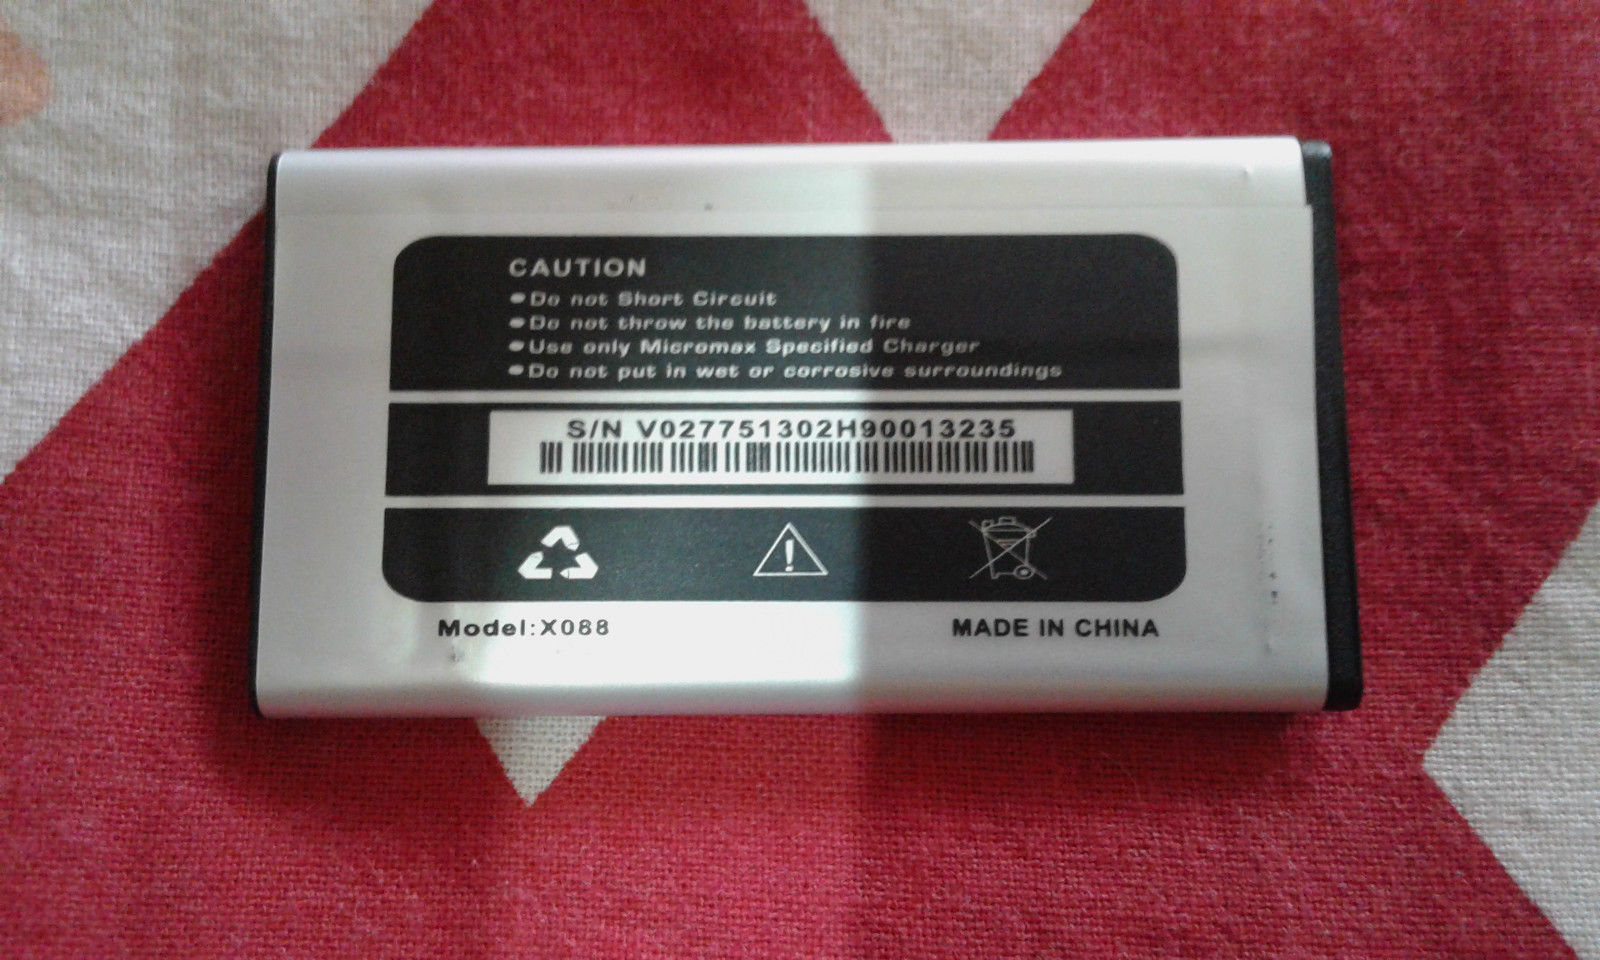 CAUTION
•Do not Short Circuit
•Do not throw the battery in fire
•Use only Micromax Specified Charger
•Do not put in wet or corrosive surroundings
S/N V027751302H90013235
Model:X088
MADE IN CHINA